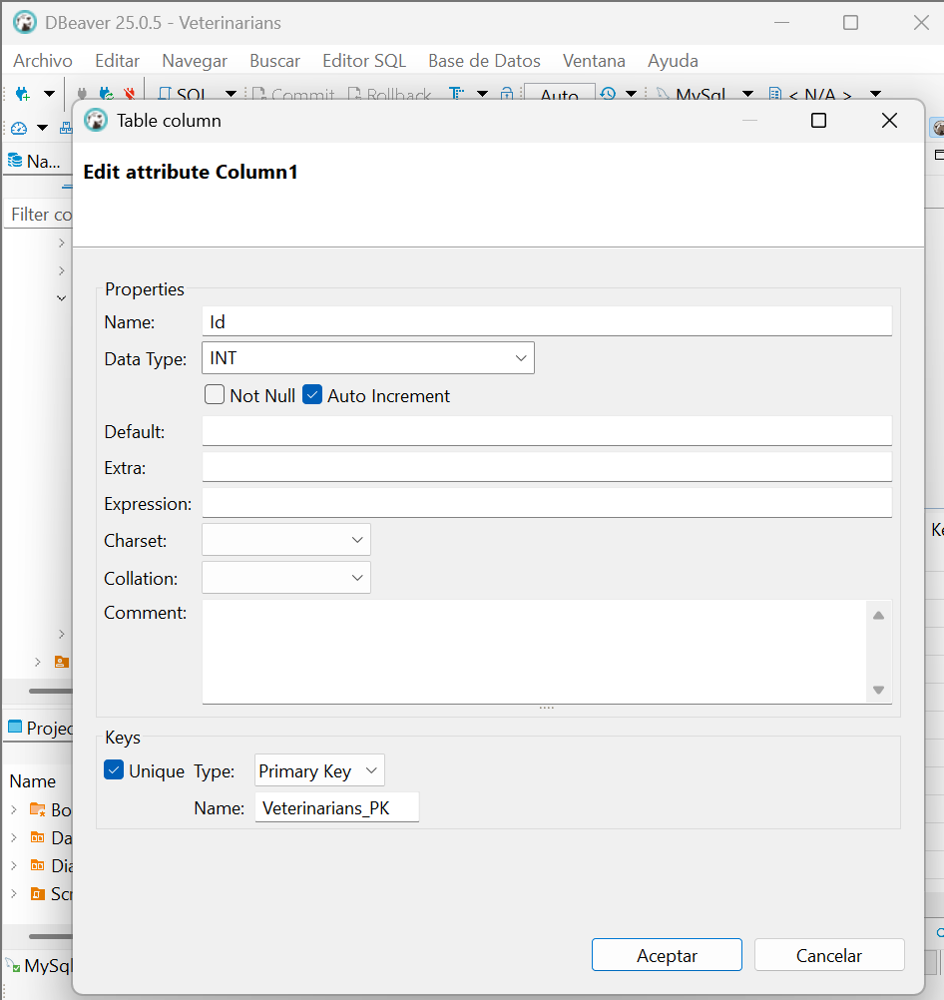 DBeaver 25.0.5 - Veterinarians
Archivo Editar Navegar Buscar Editor SQL Base de Datos Ventana Ayuda
SQL Commit Rollback Auto MySql < N/A >
Table column
Na...
Edit attribute Column1
Filter co
Properties
Name: Id
Data Type: INT
Not Null Auto Increment
Default:
Extra:
Ke
Expression:
Charset:
Collation:
Comment:
Projec
Keys
Unique Type: Primary Key
Name
Name: Veterinarians_PK
Bo
Da
Dia
Scr
Aceptar Cancelar
MySql